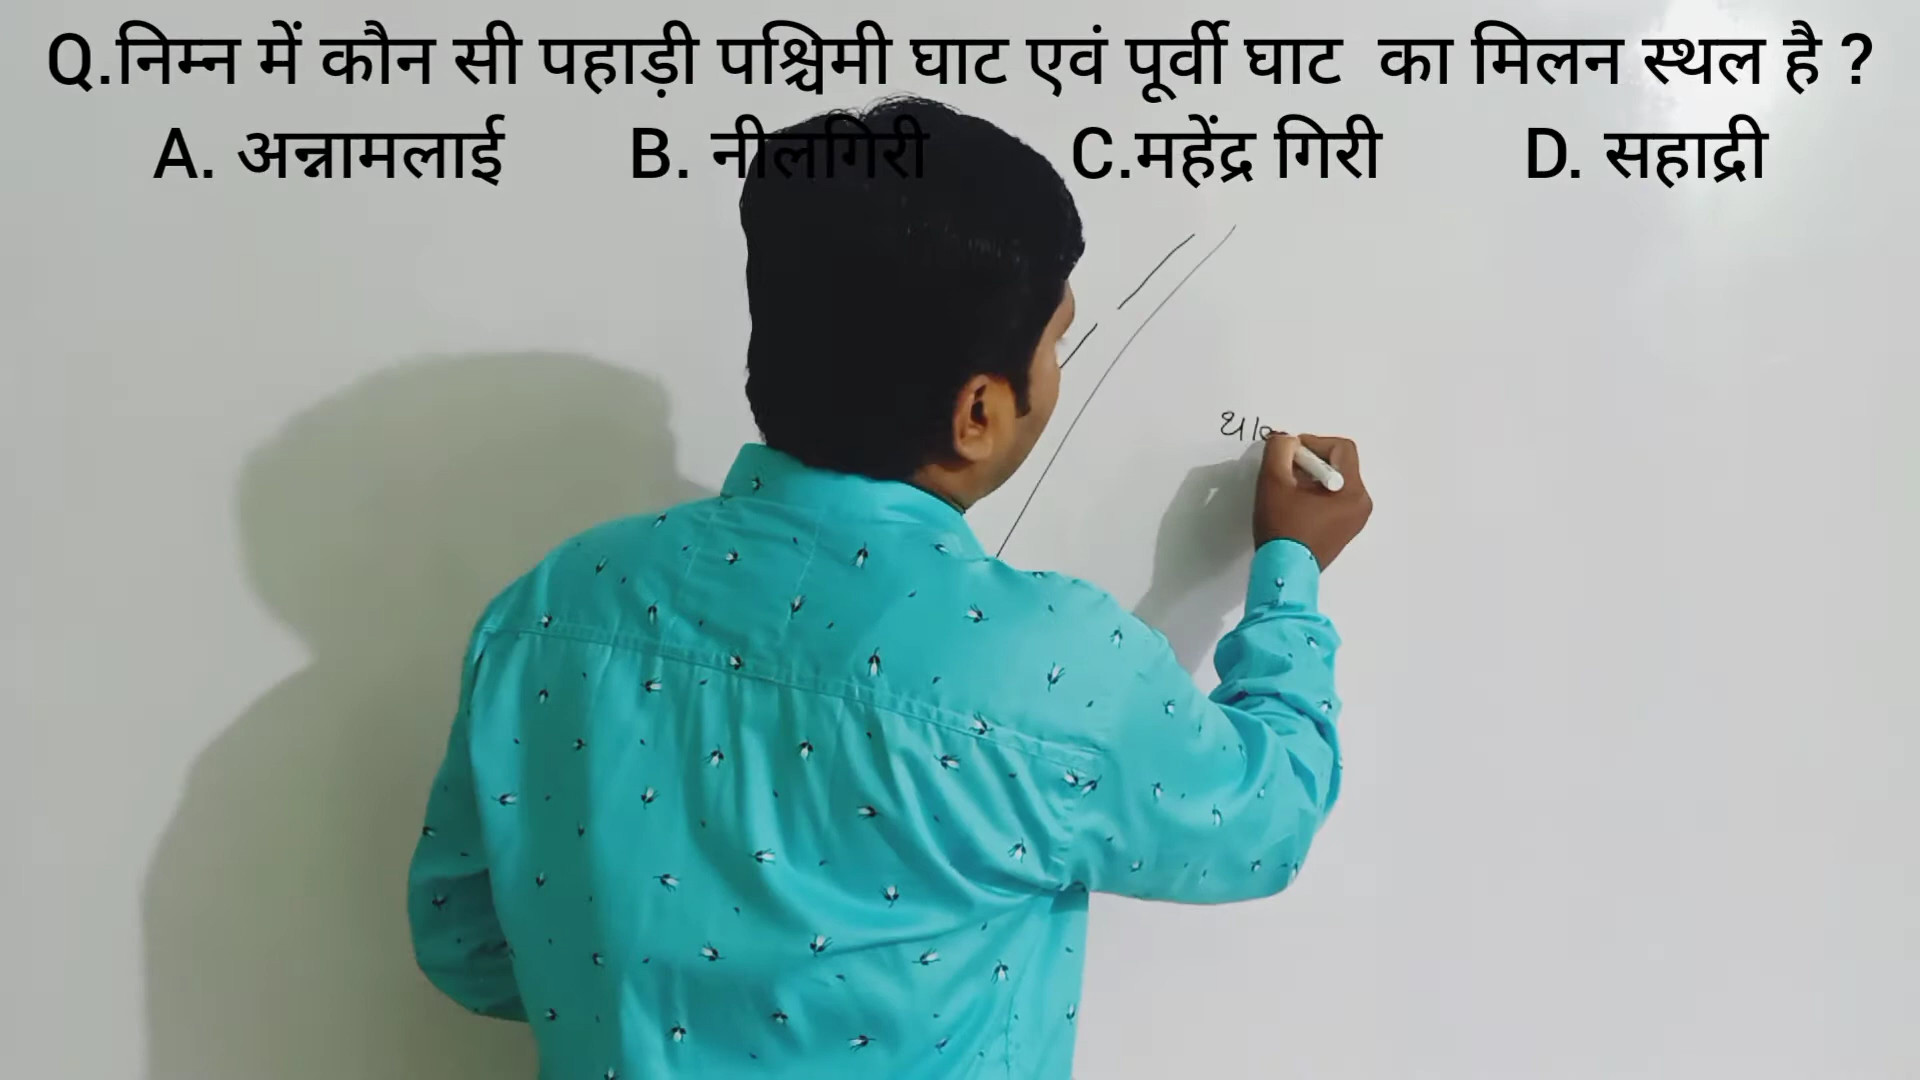 Q.निम्न में कौन सी पहाड़ी पश्चिमी घाट एवं पूर्वी घाट का मिलन स्थल है ?
A. अन्नामलाई B. नीलगिरी C.महेंद्र गिरी D. सहाद्री